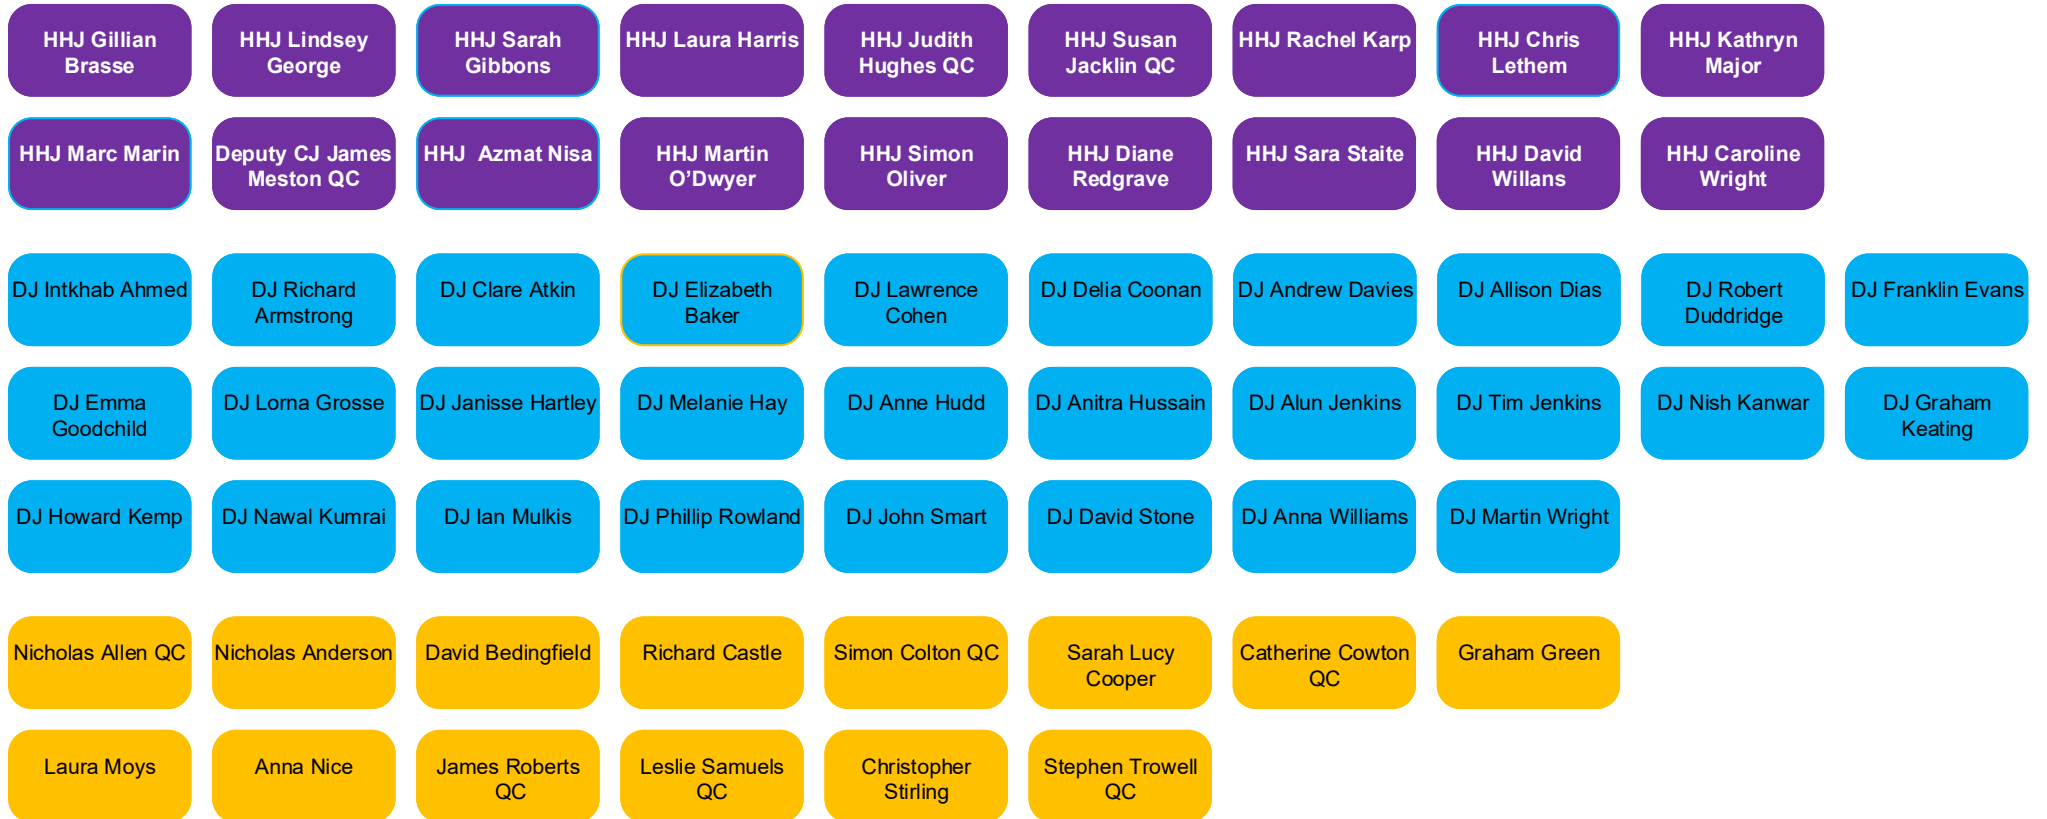 HHJ Gillian
Brasse
HHJ Lindsey
George
HHJ Sarah
Gibbons
HHJ Laura Harris
HHJ Judith
Hughes QC
HHJ Susan
Jacklin QC
HHJ Rachel Karp
HHJ Chris
Lethem
HHJ Kathryn
Major
HHJ Marc Marin
Deputy CJ James
Meston QC
HHJ  Azmat Nisa
HHJ Martin
O’Dwyer
HHJ Simon
Oliver
HHJ Diane
Redgrave
HHJ Sara Staite
HHJ David
Willans
HHJ Caroline
Wright
DJ Intkhab Ahmed
DJ Richard
Armstrong
DJ Clare Atkin
DJ Elizabeth
Baker
DJ Lawrence
Cohen
DJ Delia Coonan
DJ Andrew Davies
DJ Allison Dias
DJ Robert
Duddridge
DJ Franklin Evans
DJ Emma
Goodchild
DJ Lorna Grosse
DJ Janisse Hartley
DJ Melanie Hay
DJ Anne Hudd
DJ Anitra Hussain
DJ Alun Jenkins
DJ Tim Jenkins
DJ Nish Kanwar
DJ Graham
Keating
DJ Howard Kemp
DJ Nawal Kumrai
DJ Ian Mulkis
DJ Phillip Rowland
DJ John Smart
DJ David Stone
DJ Anna Williams
DJ Martin Wright
Nicholas Allen QC
Nicholas Anderson
David Bedingfield
Richard Castle
Simon Colton QC
Sarah Lucy
Cooper
Catherine Cowton
QC
Graham Green
Laura Moys
Anna Nice
James Roberts
QC
Leslie Samuels
QC
Christopher
Stirling
Stephen Trowell
QC